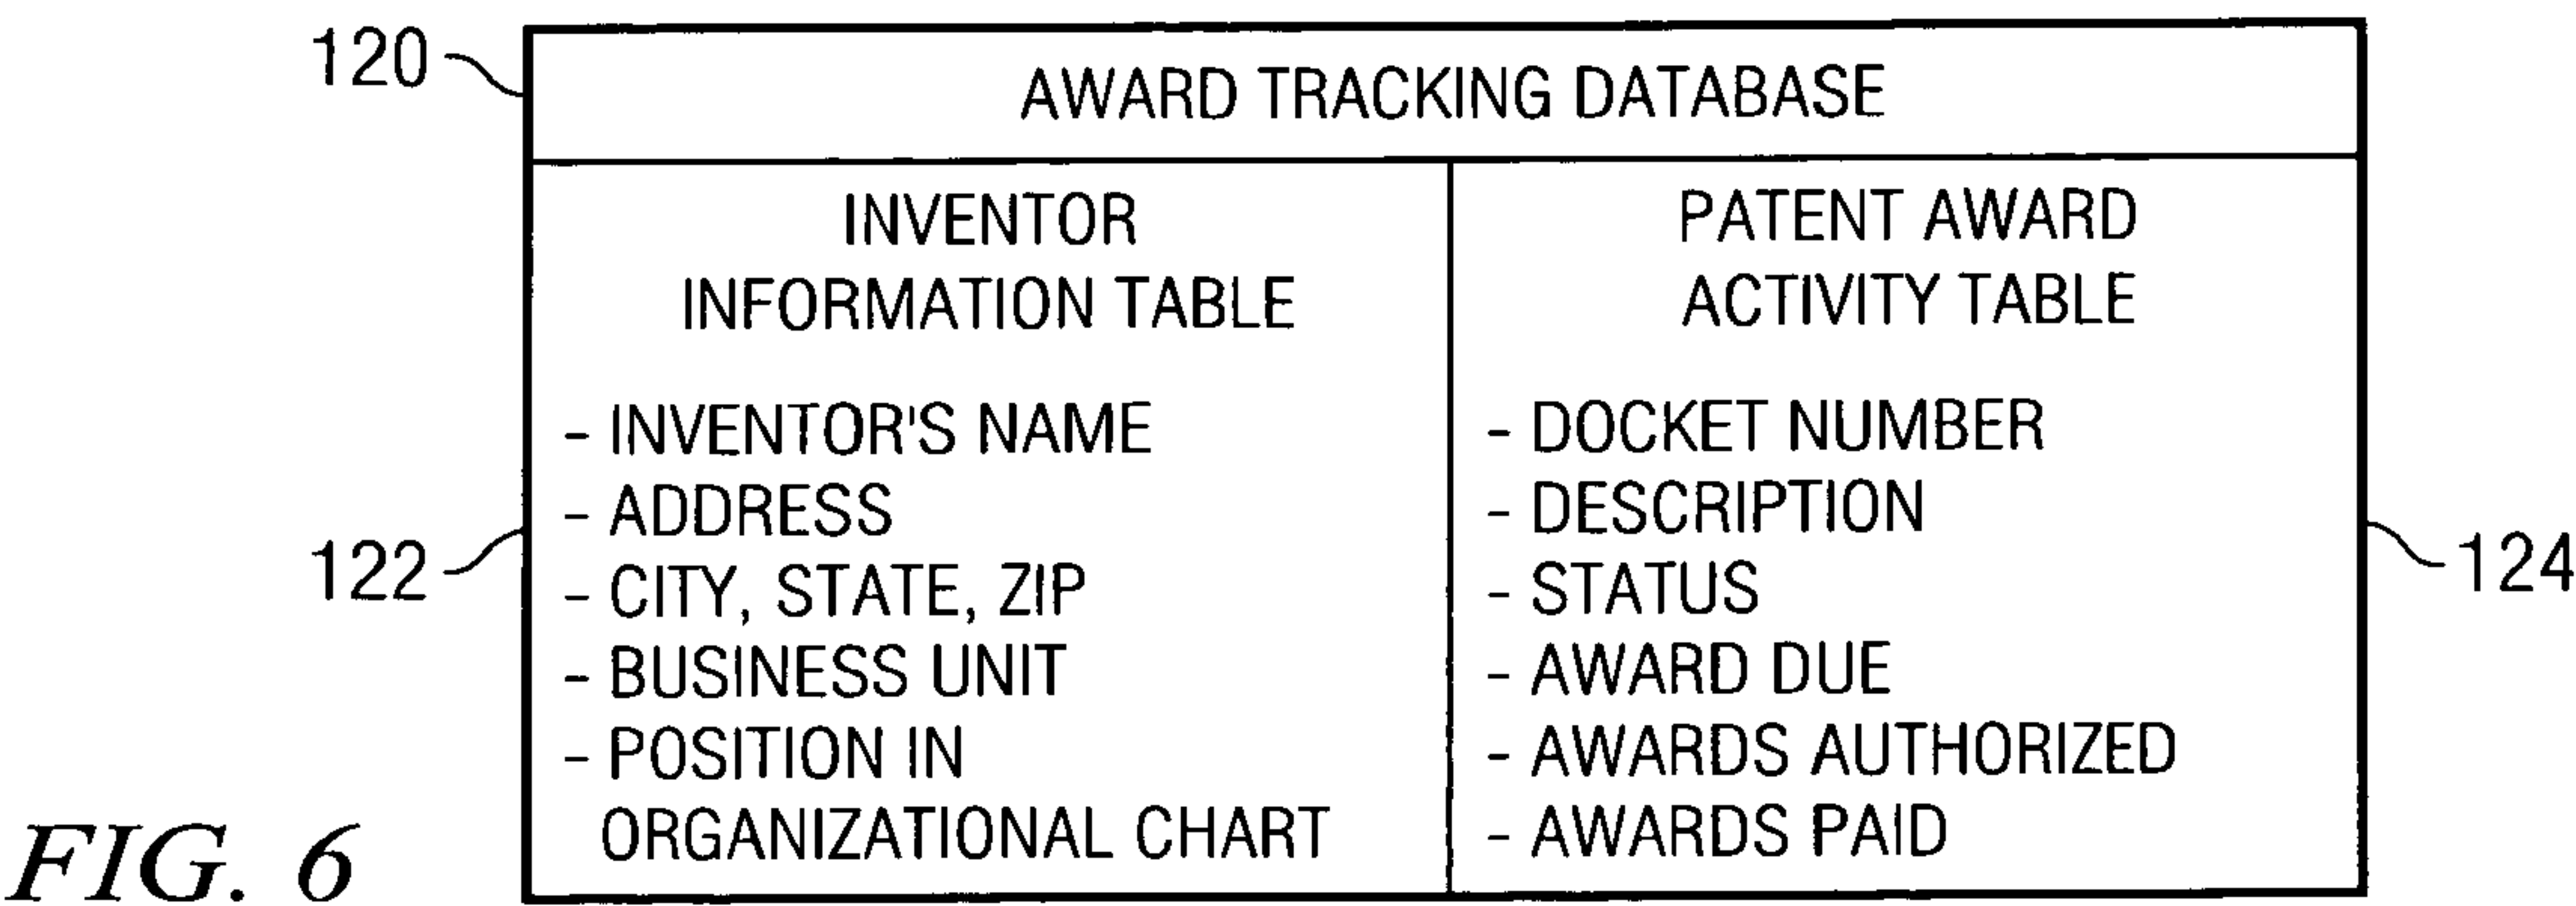 120
AWARD TRACKING DATABASE
INVENTOR
INFORMATION TABLE
- INVENTOR'S NAME
- ADDRESS
- CITY, STATE, ZIP
- BUSINESS UNIT
- POSITION IN
ORGANIZATIONAL CHART
122
PATENT AWARD
ACTIVITY TABLE
- DOCKET NUMBER
- DESCRIPTION
- STATUS
- AWARD DUE
- AWARDS AUTHORIZED
- AWARDS PAID
124
FIG. 6